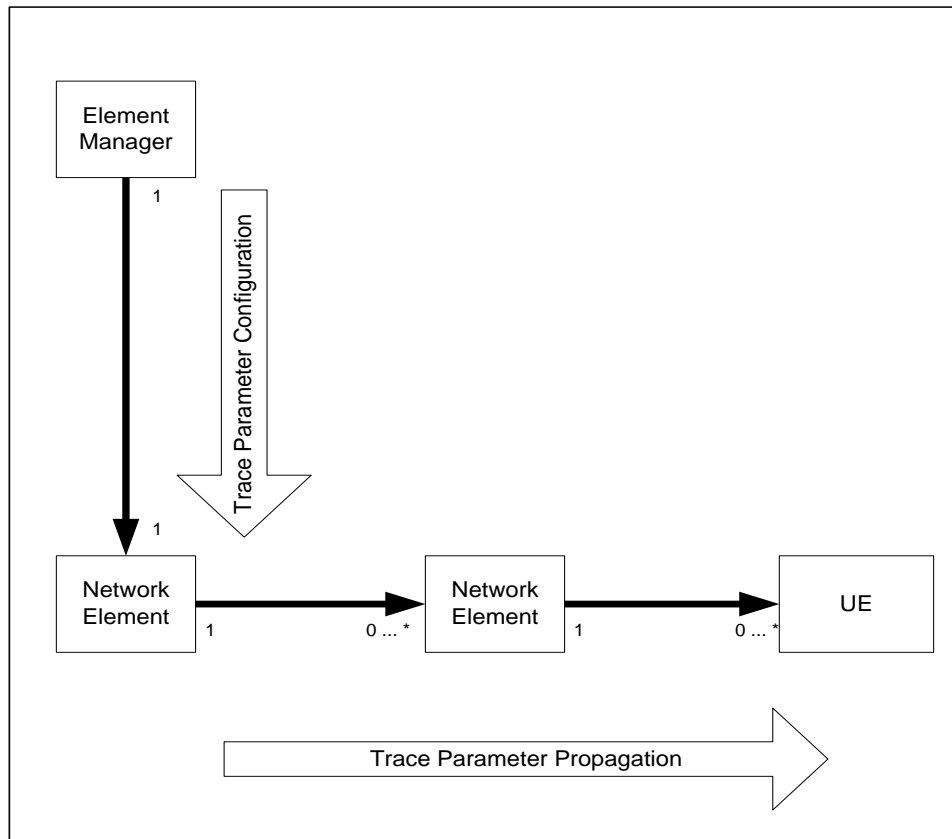 Element
Manager
1
Trace Parameter Configuration
1
Network
Element
Network
Element
UE
1
0 ... *
1
0 ... *
Trace Parameter Propagation